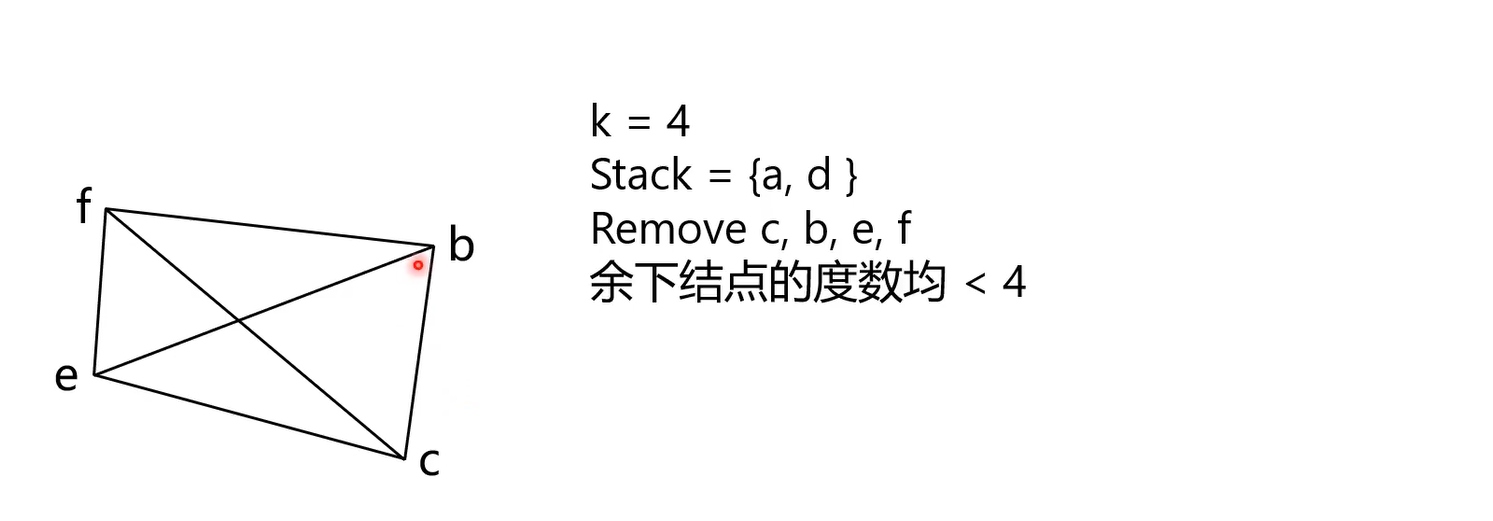 k = 4
Stack = {a, d }
Remove c, b, e, f
余下结点的度数均 < 4
f
b
e
c